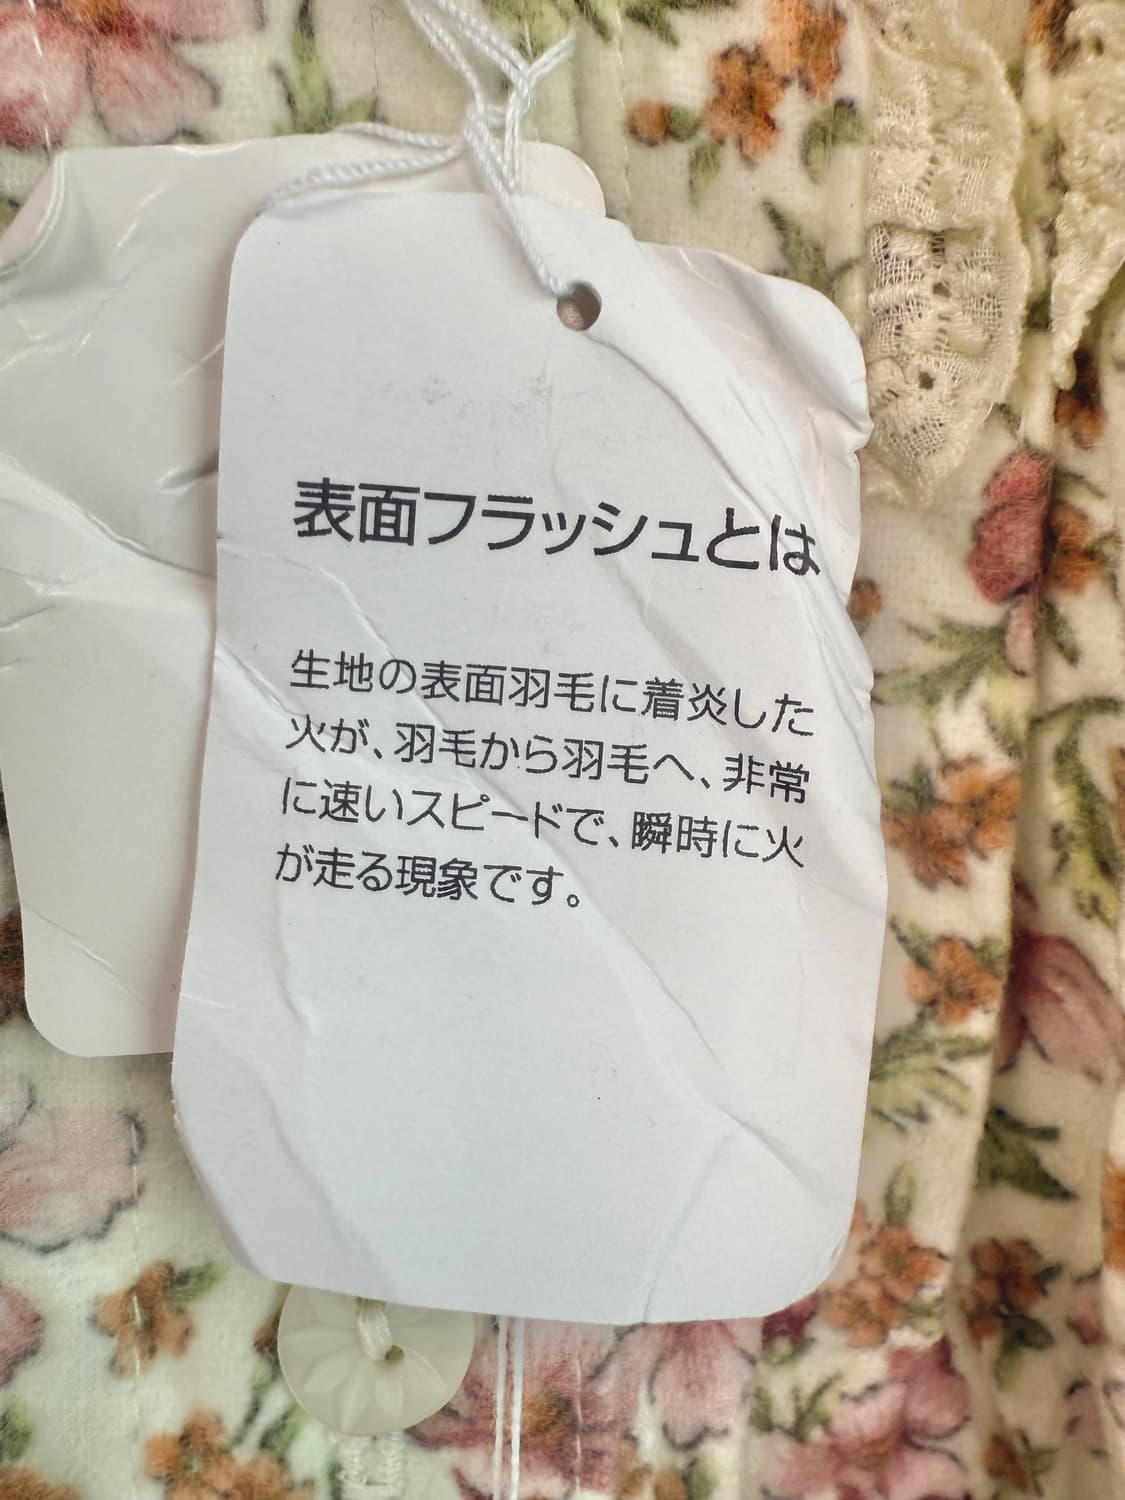 表面フラッシュとは
生地の表面羽毛に着炎した
火が、羽毛から羽毛へ、非常
に速いスピードで、瞬時に火
が走る現象です。